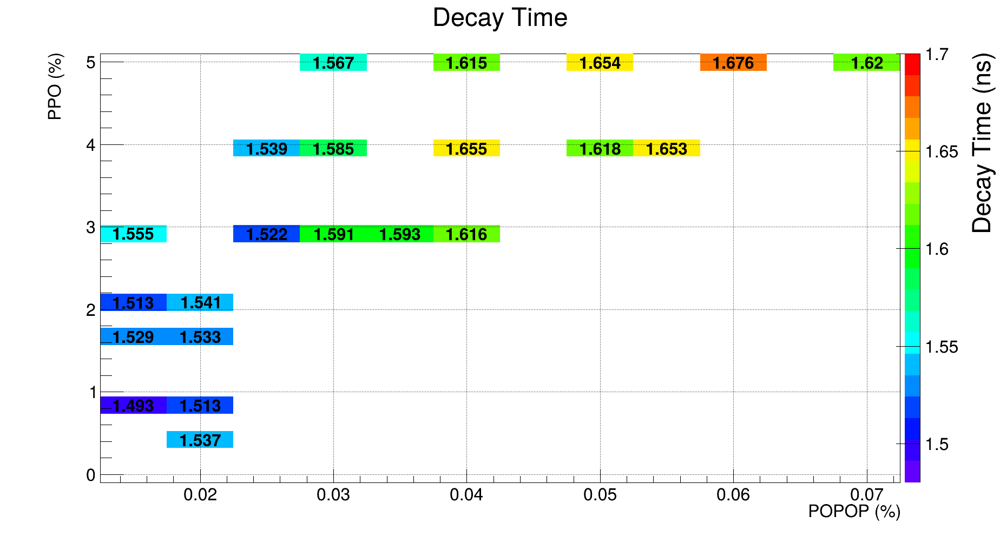 Decay Time
PPO (%)
5
4
3
2
1
0
1.567 1.615 1.654 1.676 1.62
1.539 1.585 1.655 1.618 1.653
1.555 1.522 1.591 1.593 1.616
1.513 1.541
1.529 1.533
1.493 1.513
1.537
0.02 0.03 0.04 0.05 0.06 0.07
POPOP (%)
1.7
1.65
1.6
1.55
1.5
Decay Time (ns)